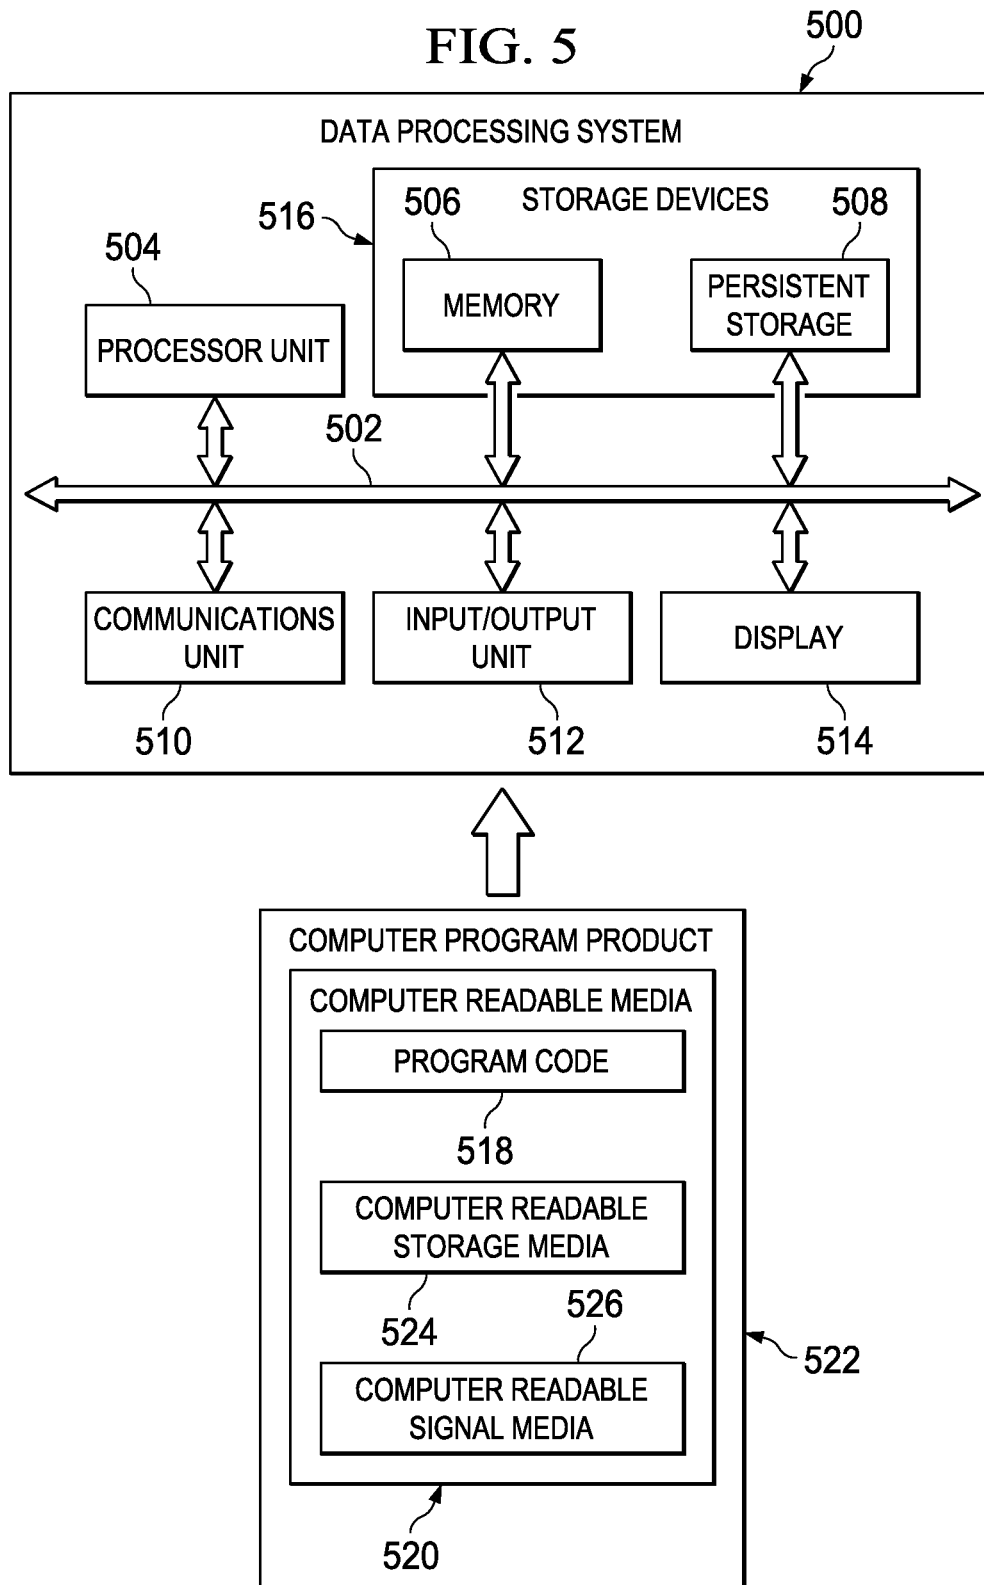 FIG. 5
500
DATA PROCESSING SYSTEM
STORAGE DEVICES
516
506
508
504
MEMORY
PERSISTENT
STORAGE
PROCESSOR UNIT
502
COMMUNICATIONS
UNIT
INPUT/OUTPUT
UNIT
DISPLAY
510
512
514
COMPUTER PROGRAM PRODUCT
COMPUTER READABLE MEDIA
PROGRAM CODE
518
COMPUTER READABLE
STORAGE MEDIA
524
526
522
COMPUTER READABLE
SIGNAL MEDIA
520